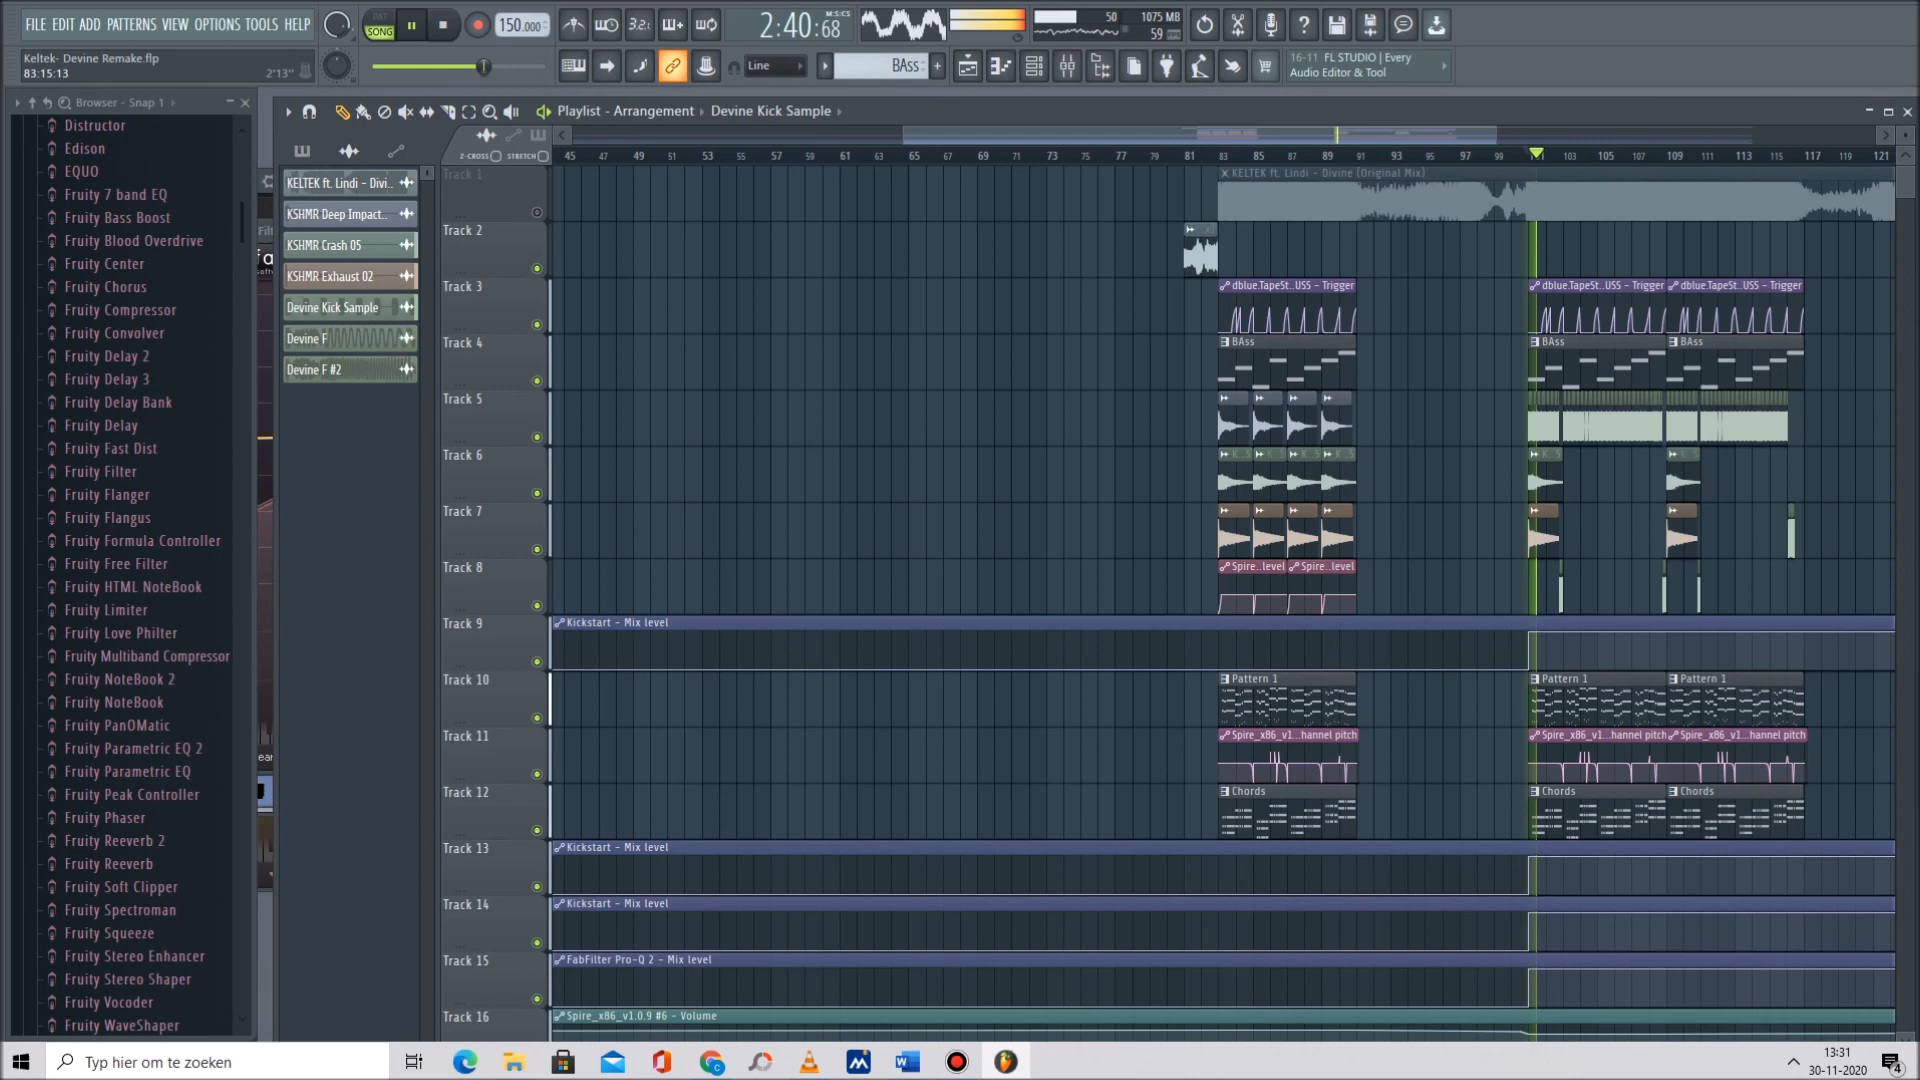 FILE EDIT ADD PATTERNS VIEW OPTIONS TOOLS HELP
PAT
SONG
150.000
3.2
2:40:68
M:S:CS
50
1075 MB
59
Keltek- Devine Remake.flp
83:15:13
2'13"
Line
BAss
16-11 FL STUDIO | Every
Audio Editor & Tool
Browser - Snap 1
Playlist - Arrangement
Devine Kick Sample
Z-CROSS
STRETCH
45 47 49 51 53 55 57 59 61 63 65 67 69 71 73 75 77 79 81 83 85 87 89 91 93 95 97 99 101 103 105 107 109 111 113 115 117 119 121
Distructor
Edison
EQUO
Fruity 7 band EQ
Fruity Bass Boost
Fruity Blood Overdrive
Fruity Center
Fruity Chorus
Fruity Compressor
Fruity Convolver
Fruity Delay 2
Fruity Delay 3
Fruity Delay Bank
Fruity Delay
Fruity Fast Dist
Fruity Filter
Fruity Flanger
Fruity Flangus
Fruity Formula Controller
Fruity Free Filter
Fruity HTML NoteBook
Fruity Limiter
Fruity Love Philter
Fruity Multiband Compressor
Fruity NoteBook 2
Fruity NoteBook
Fruity PanOMatic
Fruity Parametric EQ 2
Fruity Parametric EQ
Fruity Peak Controller
Fruity Phaser
Fruity Reeverb 2
Fruity Reeverb
Fruity Soft Clipper
Fruity Spectroman
Fruity Squeeze
Fruity Stereo Enhancer
Fruity Stereo Shaper
Fruity Vocoder
Fruity WaveShaper
KELTEK ft. Lindi - Divi..
KSHMR Deep Impact..
KSHMR Crash 05
KSHMR Exhaust 02
Devine Kick Sample
Devine F
Devine F #2
Track 1
KELTEK ft. Lindi - Divine (Original Mix)
Track 2
Track 3
dblue.TapeSt..USS - Trigger
dblue.TapeSt..USS - Trigger
dblue.TapeSt..USS - Trigger
Track 4
BAss
BAss
BAss
Track 5
Track 6
Track 7
Track 8
Spire..level
Spire..level
Track 9
Kickstart - Mix level
Track 10
Pattern 1
Pattern 1
Pattern 1
Track 11
Spire_x86_v1...hannel pitch
Spire_x86_v1...hannel pitch
Spire_x86_v1...hannel pitch
Track 12
Chords
Chords
Chords
Track 13
Kickstart - Mix level
Track 14
Kickstart - Mix level
Track 15
FabFilter Pro-Q 2 - Mix level
Track 16
Spire_x86_v1.0.9 #6 - Volume
Typ hier om te zoeken
13:31
30-11-2020
4